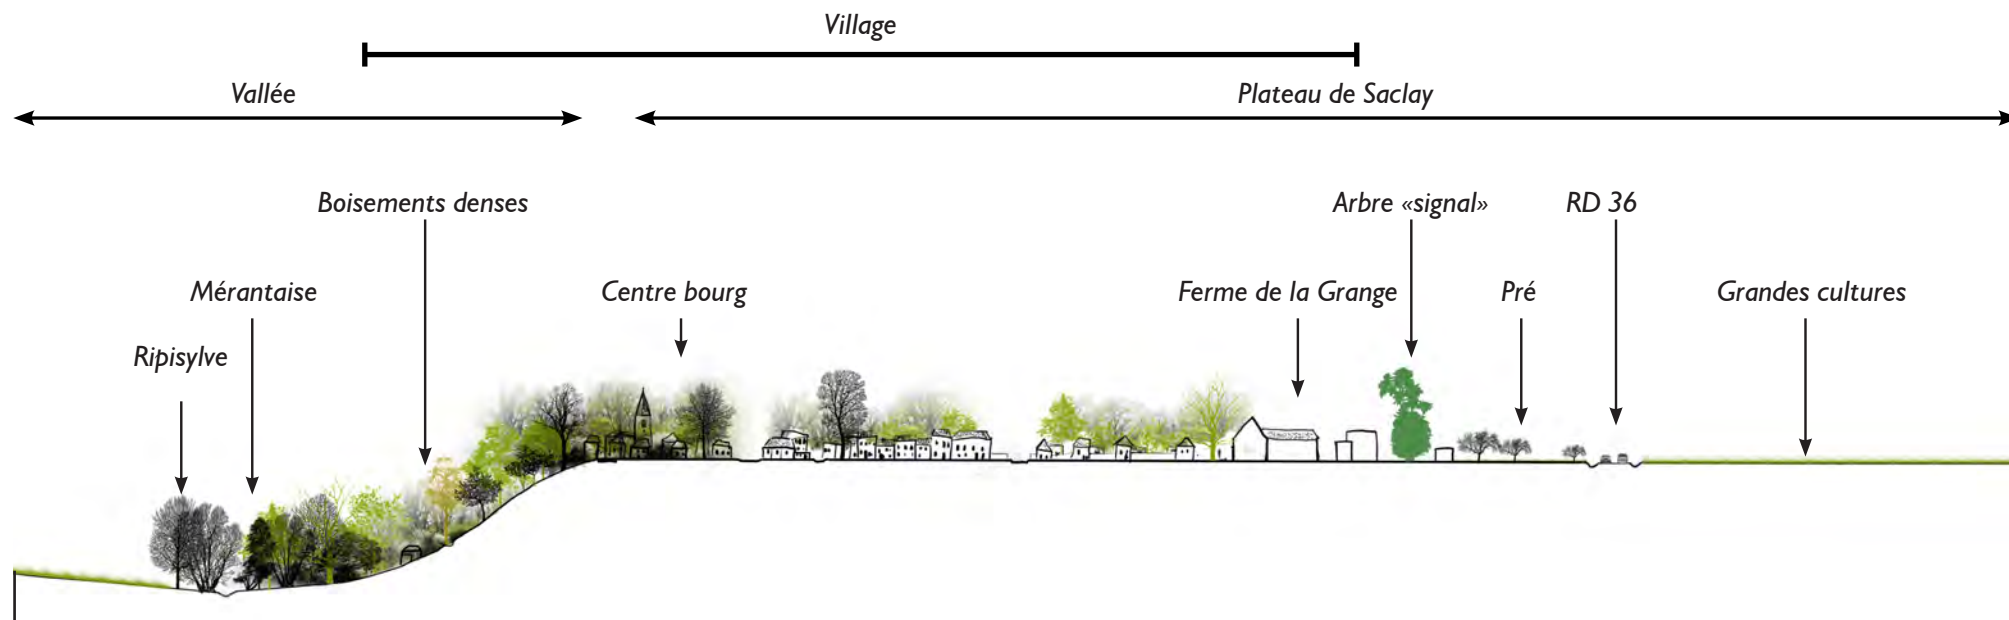 Village
Vallée
Plateau de Saclay
Boisements denses
Arbre «signal»
RD 36
Mérantaise
Centre bourg
Ferme de la Grange
Pré
Grandes cultures
Ripisylve